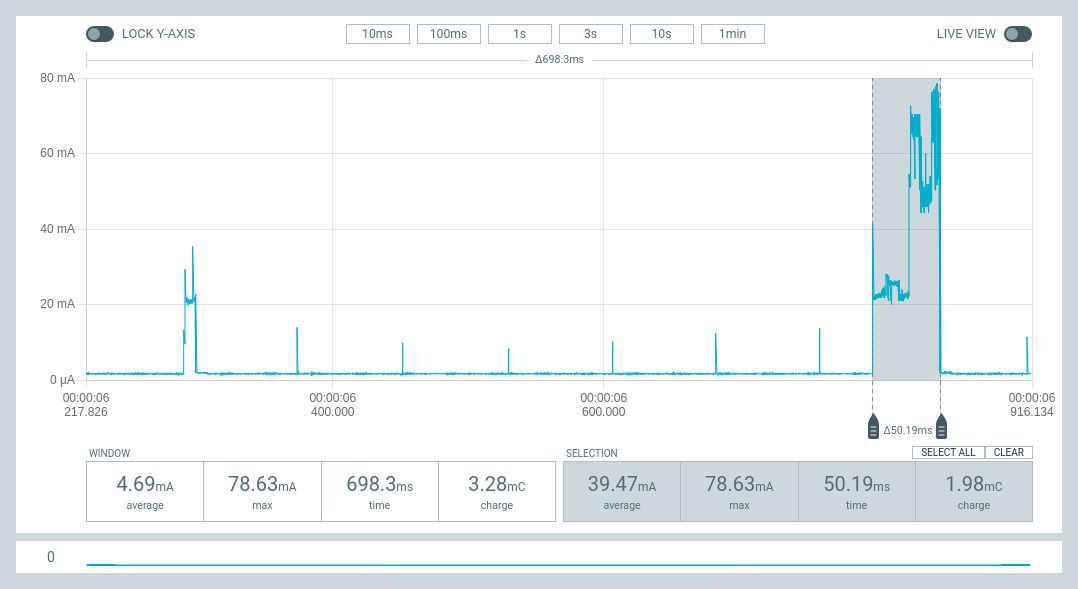 LOCK Y-AXIS 10ms 100ms 1s 3s 10s 1min LIVE VIEW
Δ698.3ms
80 mA
60 mA
40 mA
20 mA
0 µA
00:00:06 00:00:06 00:00:06 00:00:06
217.826 400.000 600.000 916.134
Δ50.19ms
WINDOW SELECTION SELECT ALL CLEAR
4.69mA 78.63mA 698.3ms 3.28mC 39.47mA 78.63mA 50.19ms 1.98mC
average max time charge average max time charge
0